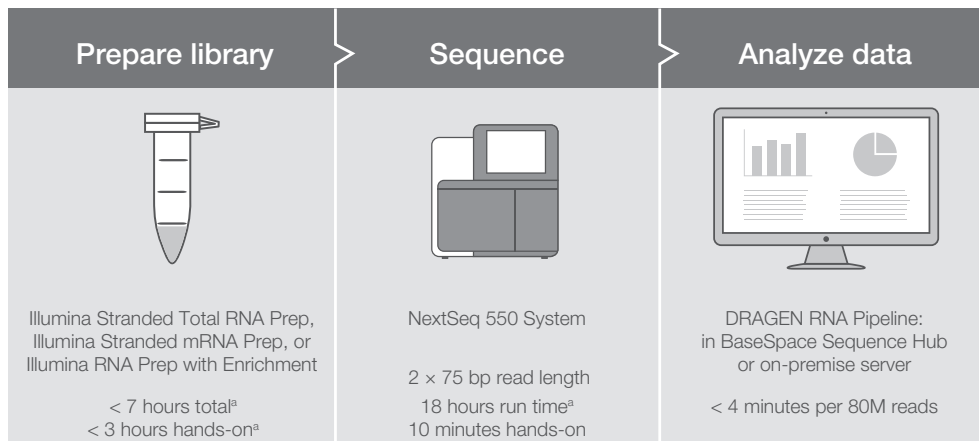 Prepare library
Sequence
Analyze data
Illumina Stranded Total RNA Prep,
Illumina Stranded mRNA Prep, or
Illumina RNA Prep with Enrichment
< 7 hours totalᵃ
< 3 hours hands-onᵃ
NextSeq 550 System
2 × 75 bp read length
18 hours run timeᵃ
10 minutes hands-on
DRAGEN RNA Pipeline:
in BaseSpace Sequence Hub
or on-premise server
< 4 minutes per 80M reads